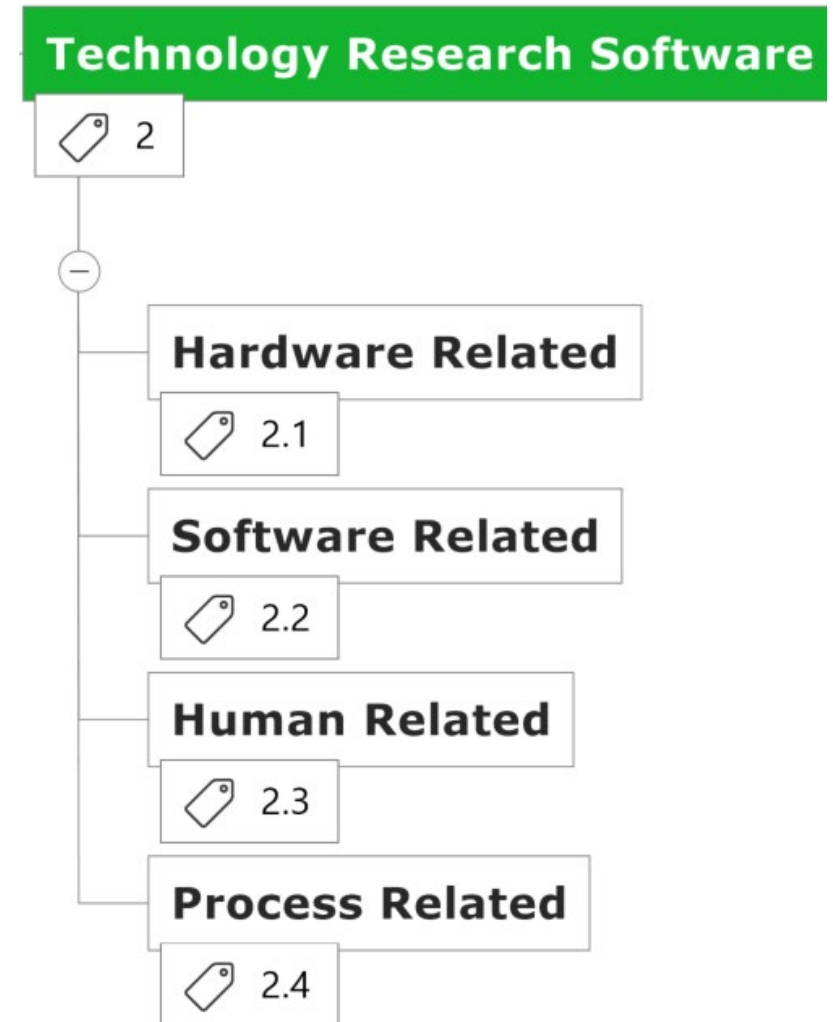 Technology Research Software
2
Hardware Related
2.1
Software Related
2.2
Human Related
2.3
Process Related
2.4